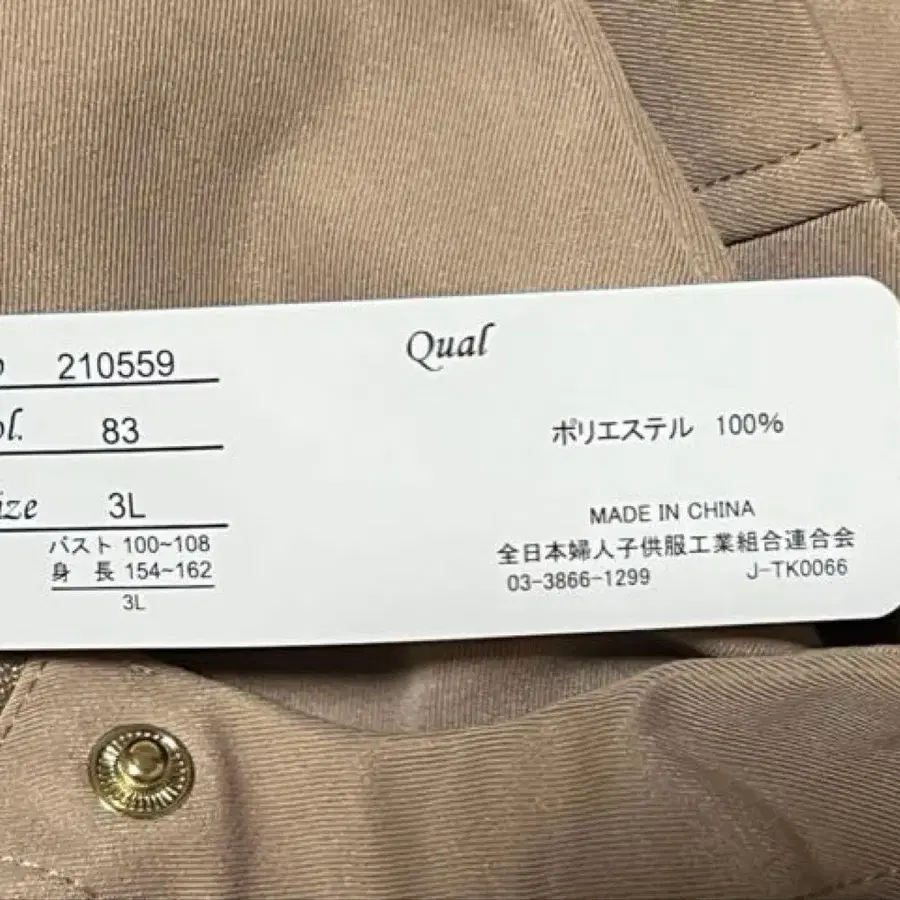 210559
Qual
ol. 83
ポリエステル 100%
ize 3L
バスト 100~108
身 長 154~162
3L
MADE IN CHINA
全日本婦人子供服工業組合連合会
03-3866-1299 J-TK0066